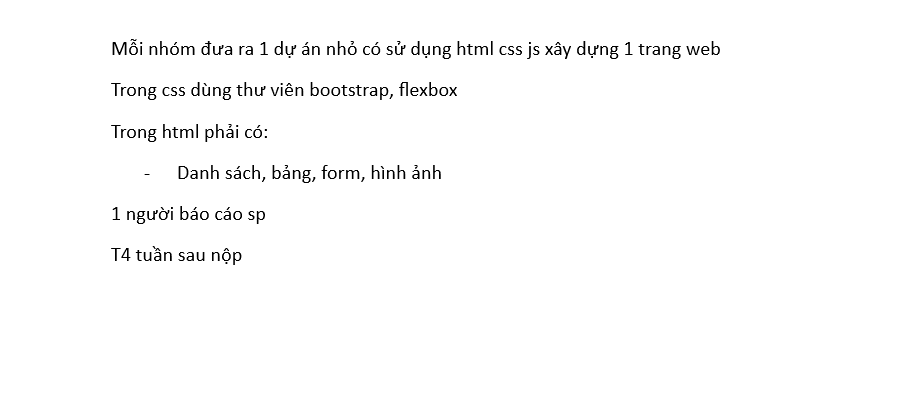 Mỗi nhóm đưa ra 1 dự án nhỏ có sử dụng html css js xây dựng 1 trang web
Trong css dùng thư viên bootstrap, flexbox
Trong html phải có:
- Danh sách, bảng, form, hình ảnh
1 người báo cáo sp
T4 tuần sau nộp